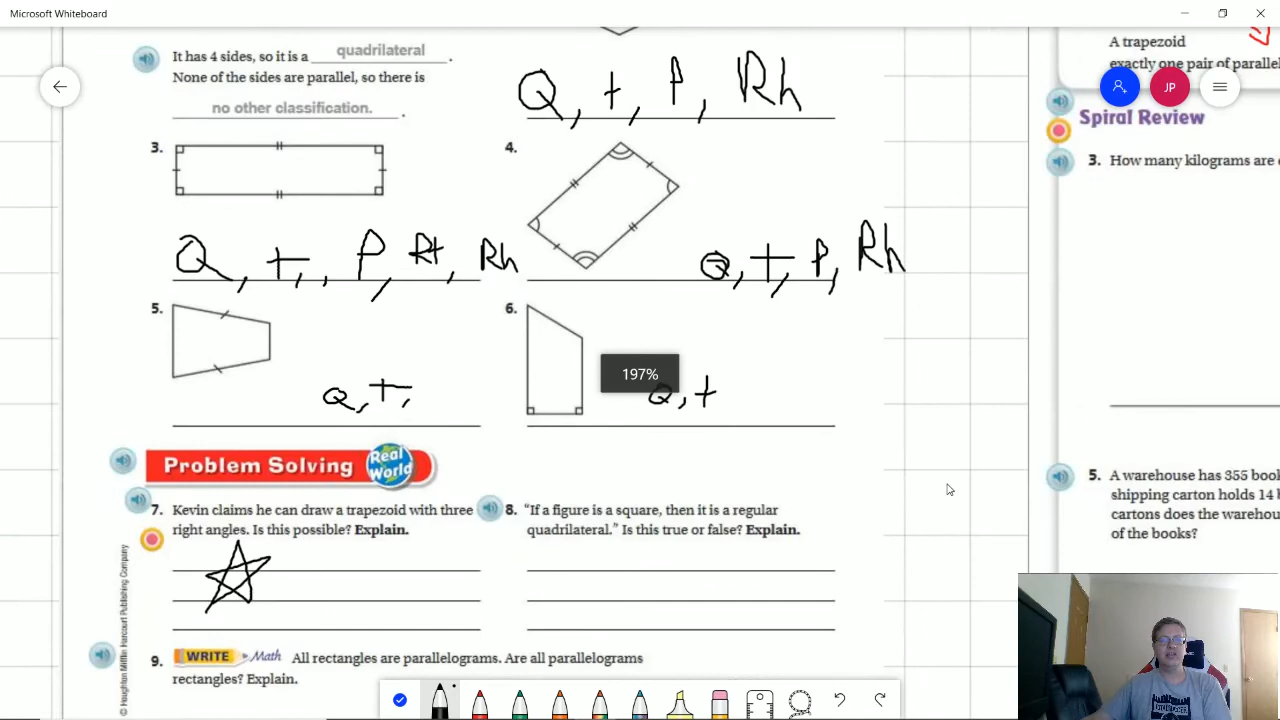 Microsoft Whiteboard
It has 4 sides, so it is a quadrilateral.
None of the sides are parallel, so there is
no other classification.
Q, t, P, Rh
3.
Q, t, , P, Rt, Rh
4.
Q, t, P, Rh
5.
Q, t,
6.
Q, t
197%
Problem Solving Real World
7. Kevin claims he can draw a trapezoid with three
right angles. Is this possible? Explain.
8. “If a figure is a square, then it is a regular
quadrilateral.” Is this true or false? Explain.
9. WRITE Math All rectangles are parallelograms. Are all parallelograms
rectangles? Explain.
© Houghton Mifflin Harcourt Publishing Company
A trapezoid
exactly one pair of parallel
JP
Spiral Review
3. How many kilograms are
5. A warehouse has 355 boo
shipping carton holds 14
cartons does the warehou
of the books?